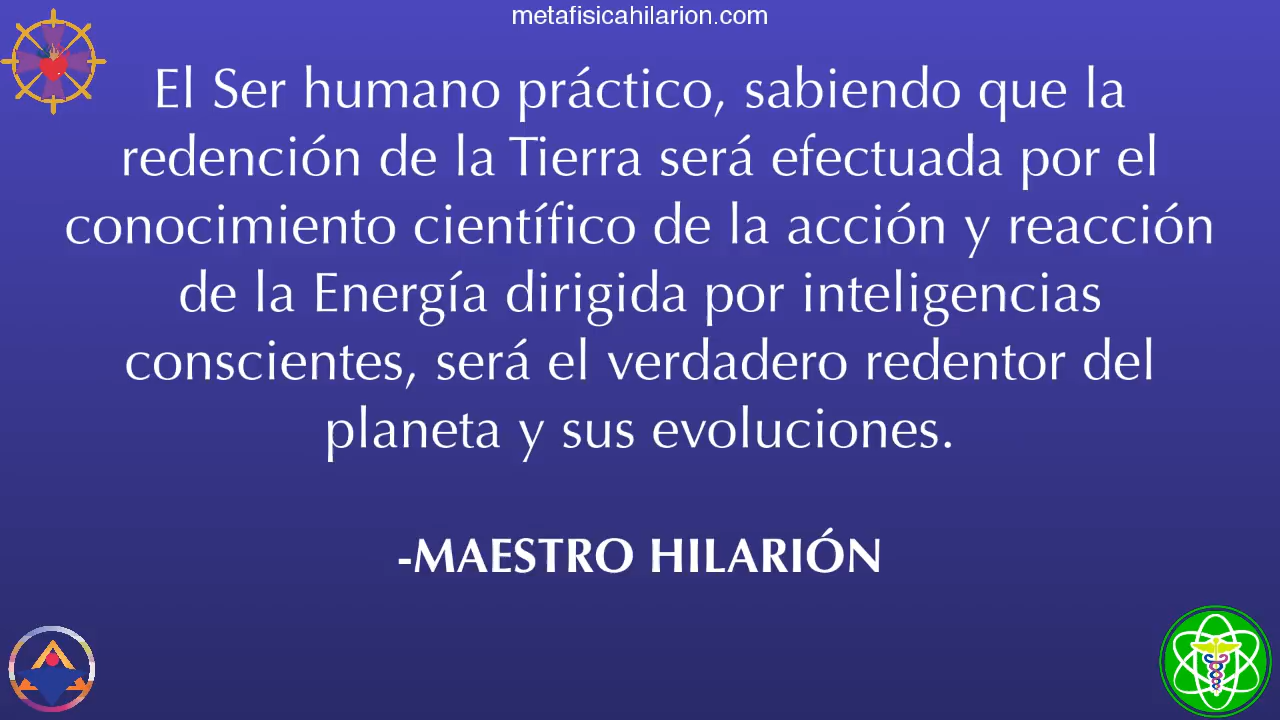 metafisicahilarion.com
El Ser humano práctico, sabiendo que la
redención de la Tierra será efectuada por el
conocimiento científico de la acción y reacción
de la Energía dirigida por inteligencias
conscientes, será el verdadero redentor del
planeta y sus evoluciones.
-MAESTRO HILARIÓN